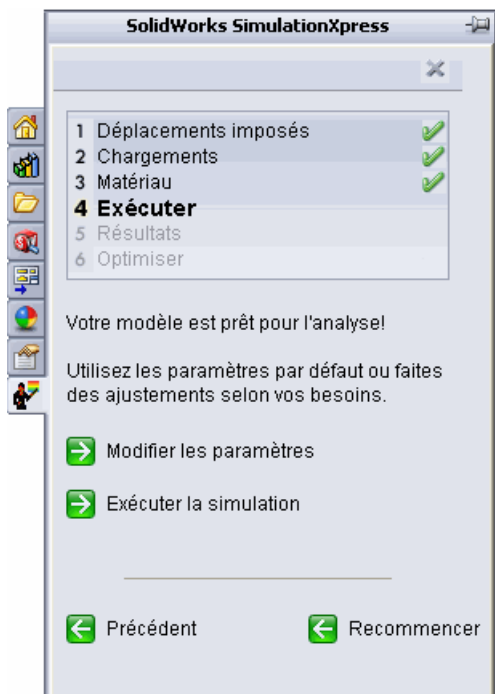 SolidWorks SimulationXpress
1 Déplacements imposés
2 Chargements
3 Matériau
4 Exécuter
5 Résultats
6 Optimiser
Votre modèle est prêt pour l'analyse!
Utilisez les paramètres par défaut ou faites
des ajustements selon vos besoins.
Modifier les paramètres
Exécuter la simulation
Précédent Recommencer